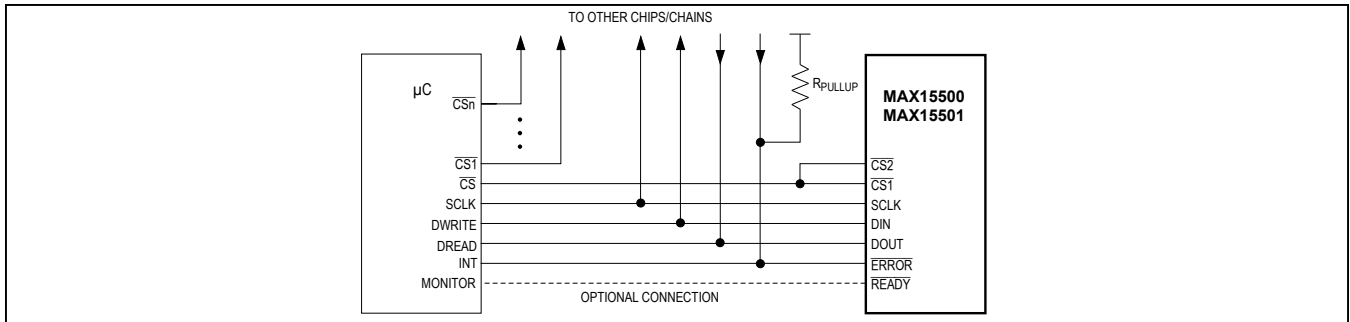 TO OTHER CHIPS/CHAINS
µC
CSn
CS1
CS
SCLK
DWRITE
DREAD
INT
MONITOR
OPTIONAL CONNECTION
RPULLUP
MAX15500
MAX15501
CS2
CS1
SCLK
DIN
DOUT
ERROR
READY